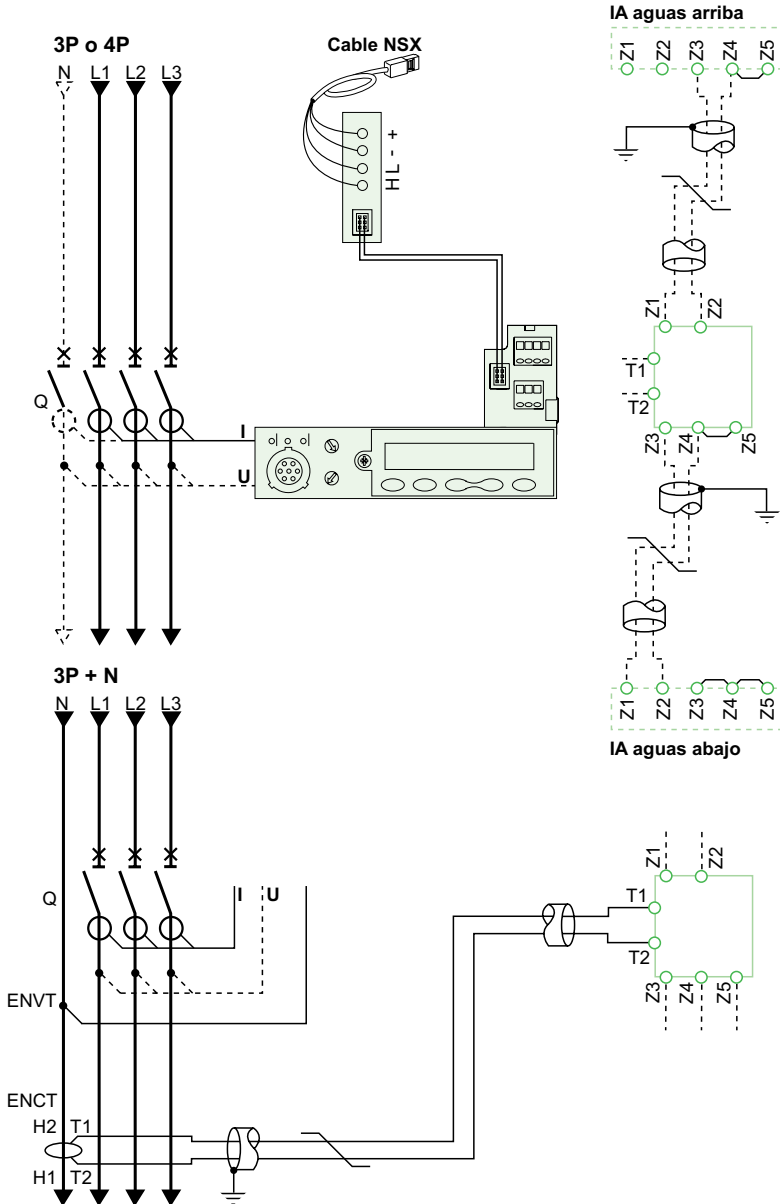 3P o 4P
N L1 L2 L3
Q
I
U
Cable NSX
H L - +
IA aguas arriba
Z1 Z2 Z3 Z4 Z5
Z1 Z2
T1
T2
Z3 Z4 Z5
Z1 Z2 Z3 Z4 Z5
IA aguas abajo
3P + N
N L1 L2 L3
Q
I U
ENVT
ENCT
H2 T1
H1 T2
Z1 Z2
T1
T2
Z3 Z4 Z5